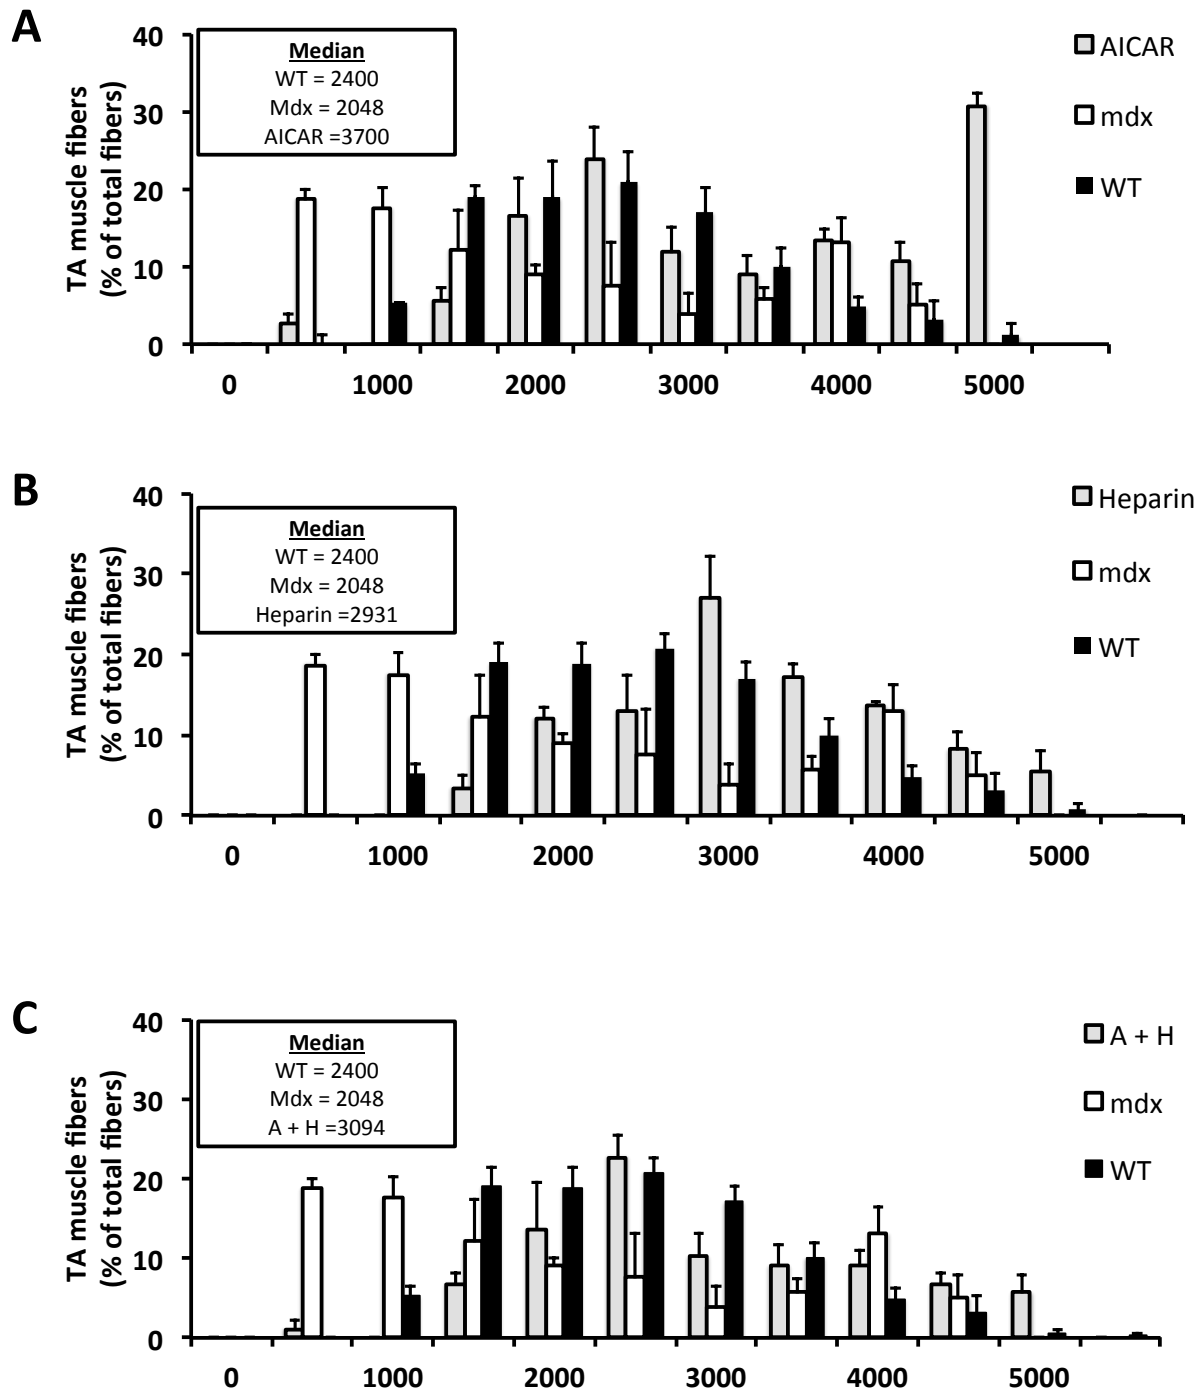 A
40
30
20
10
0
TA muscle fibers
(% of total fibers)
Median
WT = 2400
Mdx = 2048
AICAR =3700
AICAR
mdx
WT
0 1000 2000 3000 4000 5000
B
40
30
20
10
0
TA muscle fibers
(% of total fibers)
Median
WT = 2400
Mdx = 2048
Heparin =2931
Heparin
mdx
WT
0 1000 2000 3000 4000 5000
C
40
30
20
10
0
TA muscle fibers
(% of total fibers)
Median
WT = 2400
Mdx = 2048
A + H =3094
A + H
mdx
WT
0 1000 2000 3000 4000 5000